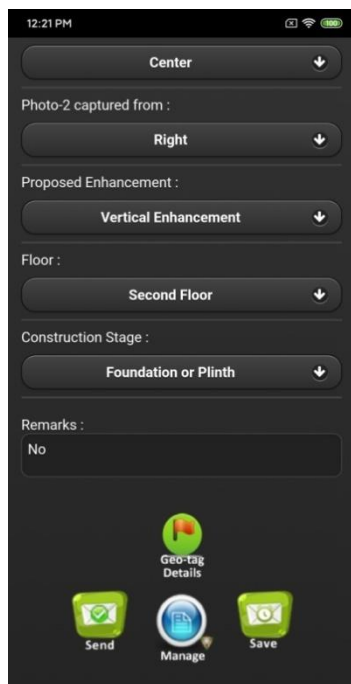 12:21 PM
100
Center
Photo-2 captured from :
Right
Proposed Enhancement :
Vertical Enhancement
Floor :
Second Floor
Construction Stage :
Foundation or Plinth
Remarks :
No
Geo-tag
Details
Send
Manage
Save